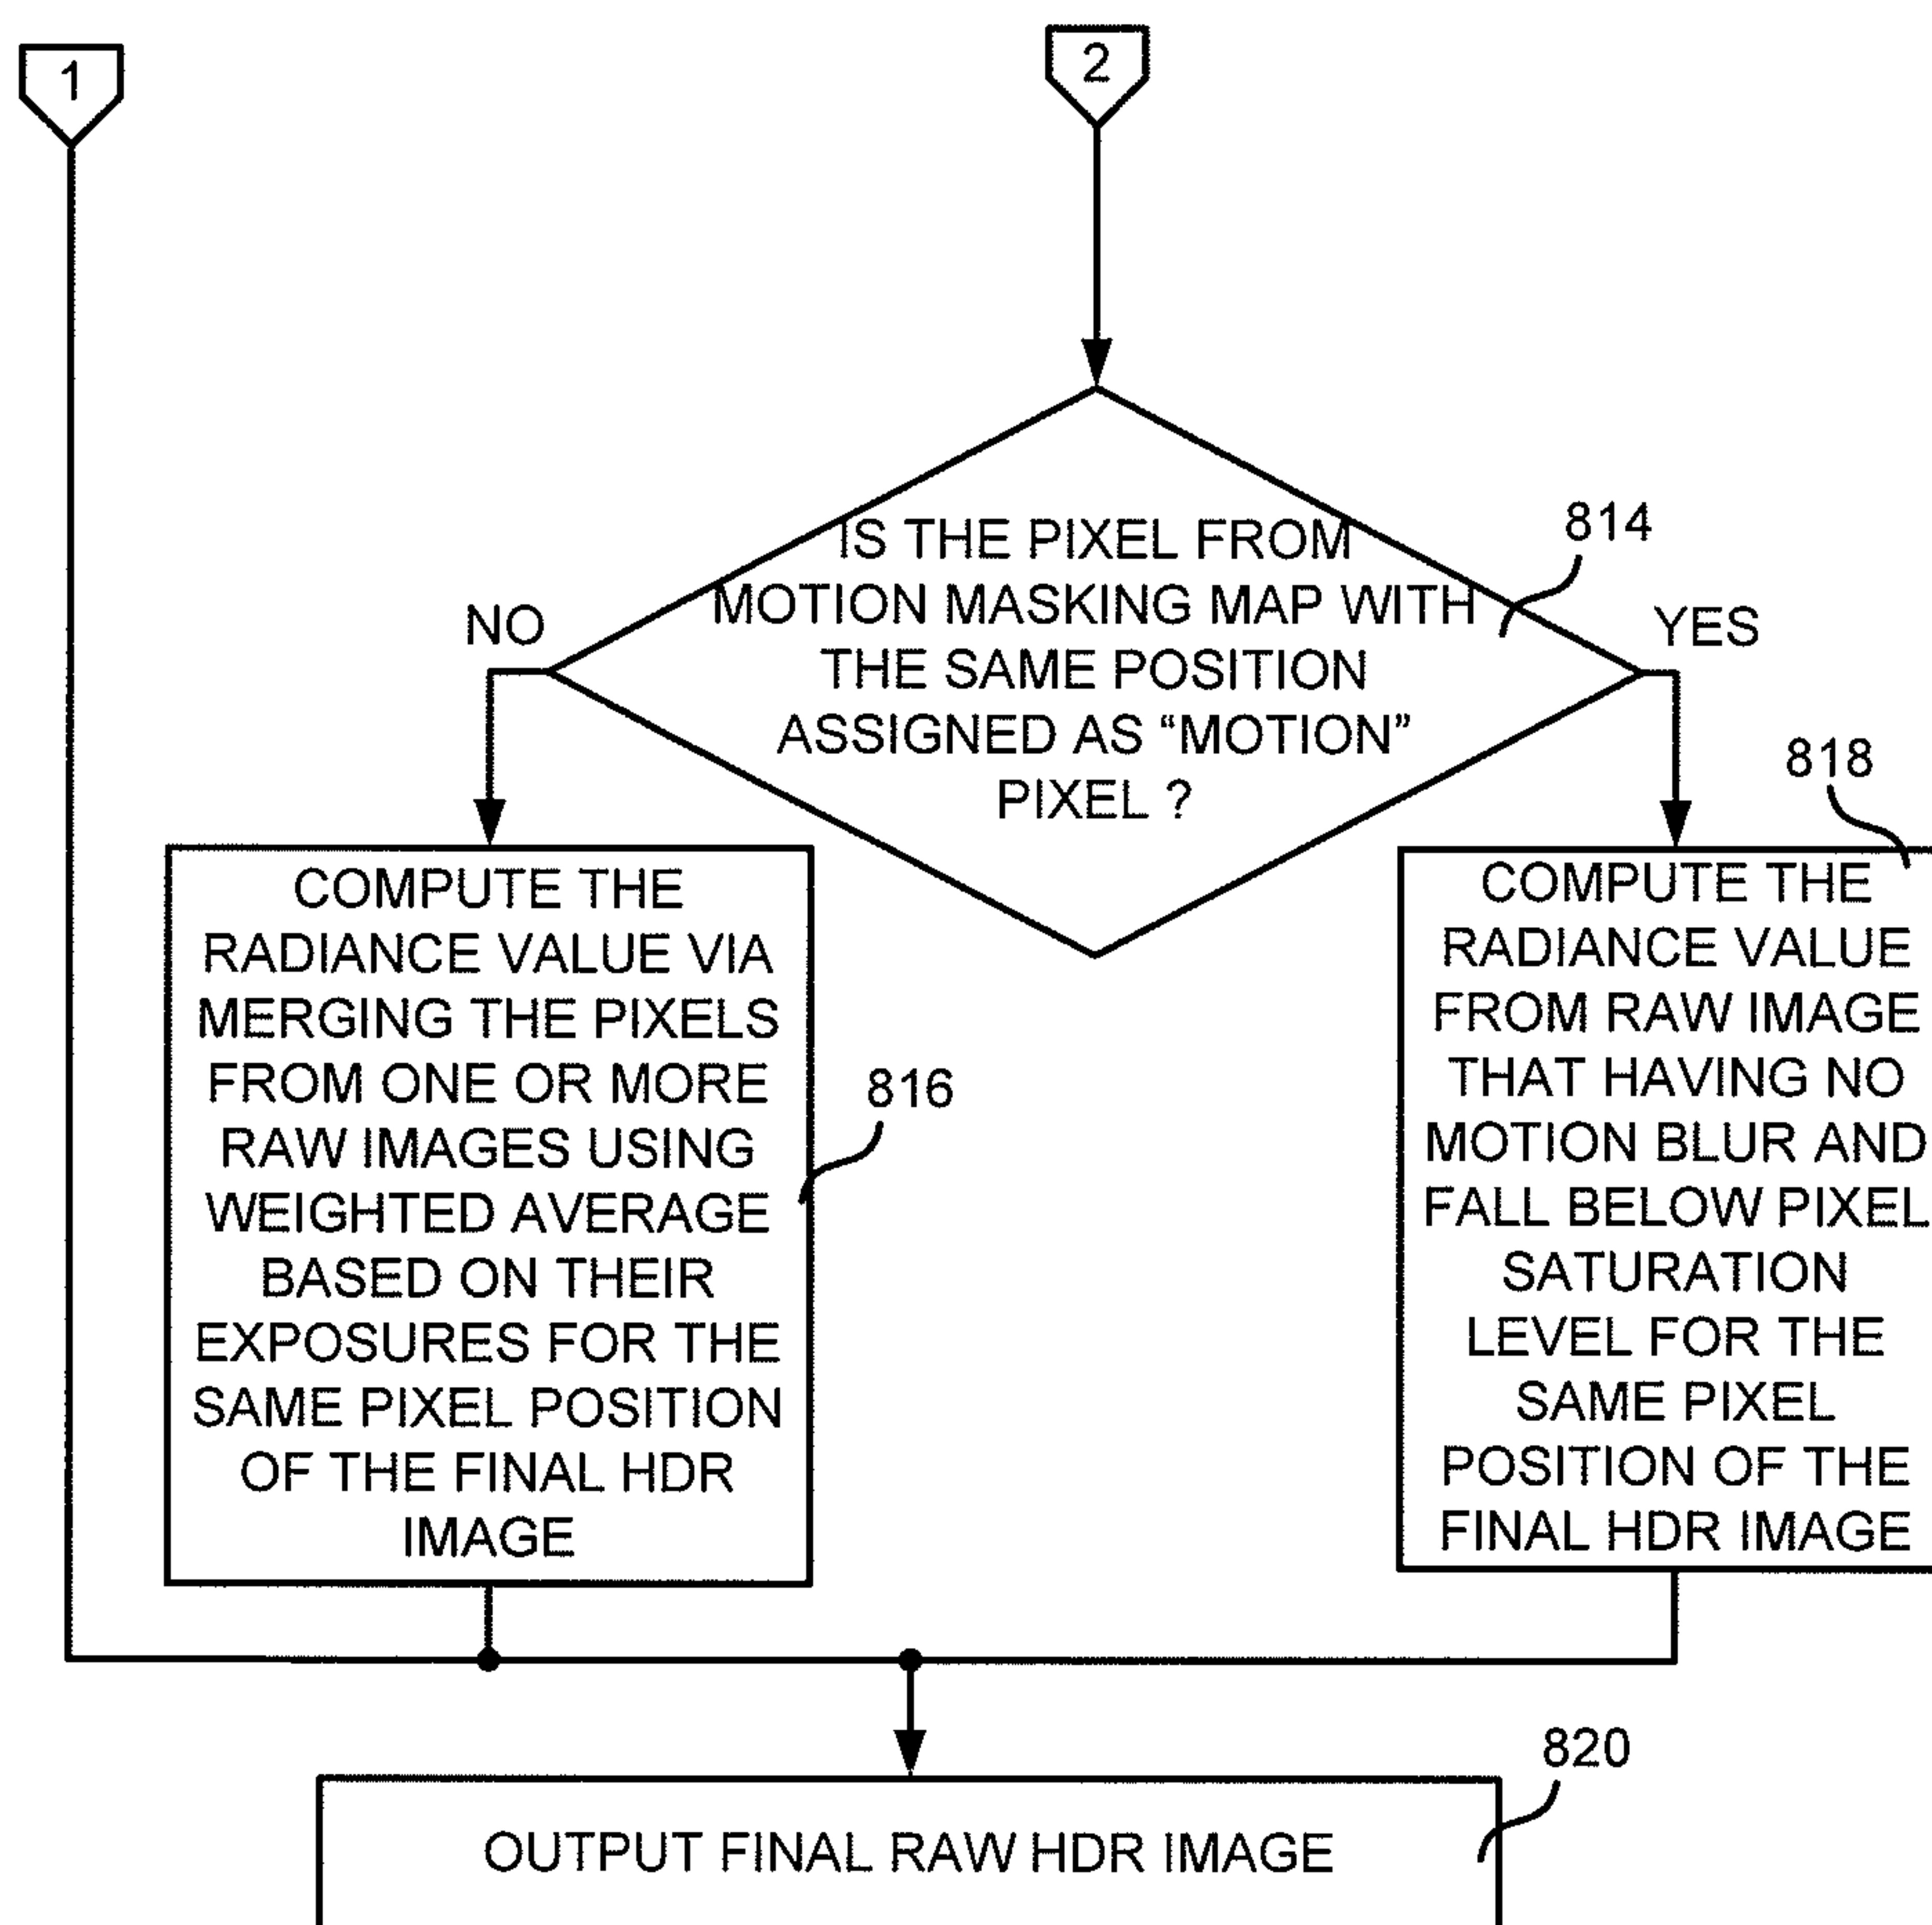 1
2
IS THE PIXEL FROM
MOTION MASKING MAP WITH
THE SAME POSITION
ASSIGNED AS “MOTION”
PIXEL ?
814
NO
YES
COMPUTE THE
RADIANCE VALUE VIA
MERGING THE PIXELS
FROM ONE OR MORE
RAW IMAGES USING
WEIGHTED AVERAGE
BASED ON THEIR
EXPOSURES FOR THE
SAME PIXEL POSITION
OF THE FINAL HDR
IMAGE
816
818
COMPUTE THE
RADIANCE VALUE
FROM RAW IMAGE
THAT HAVING NO
MOTION BLUR AND
FALL BELOW PIXEL
SATURATION
LEVEL FOR THE
SAME PIXEL
POSITION OF THE
FINAL HDR IMAGE
820
OUTPUT FINAL RAW HDR IMAGE